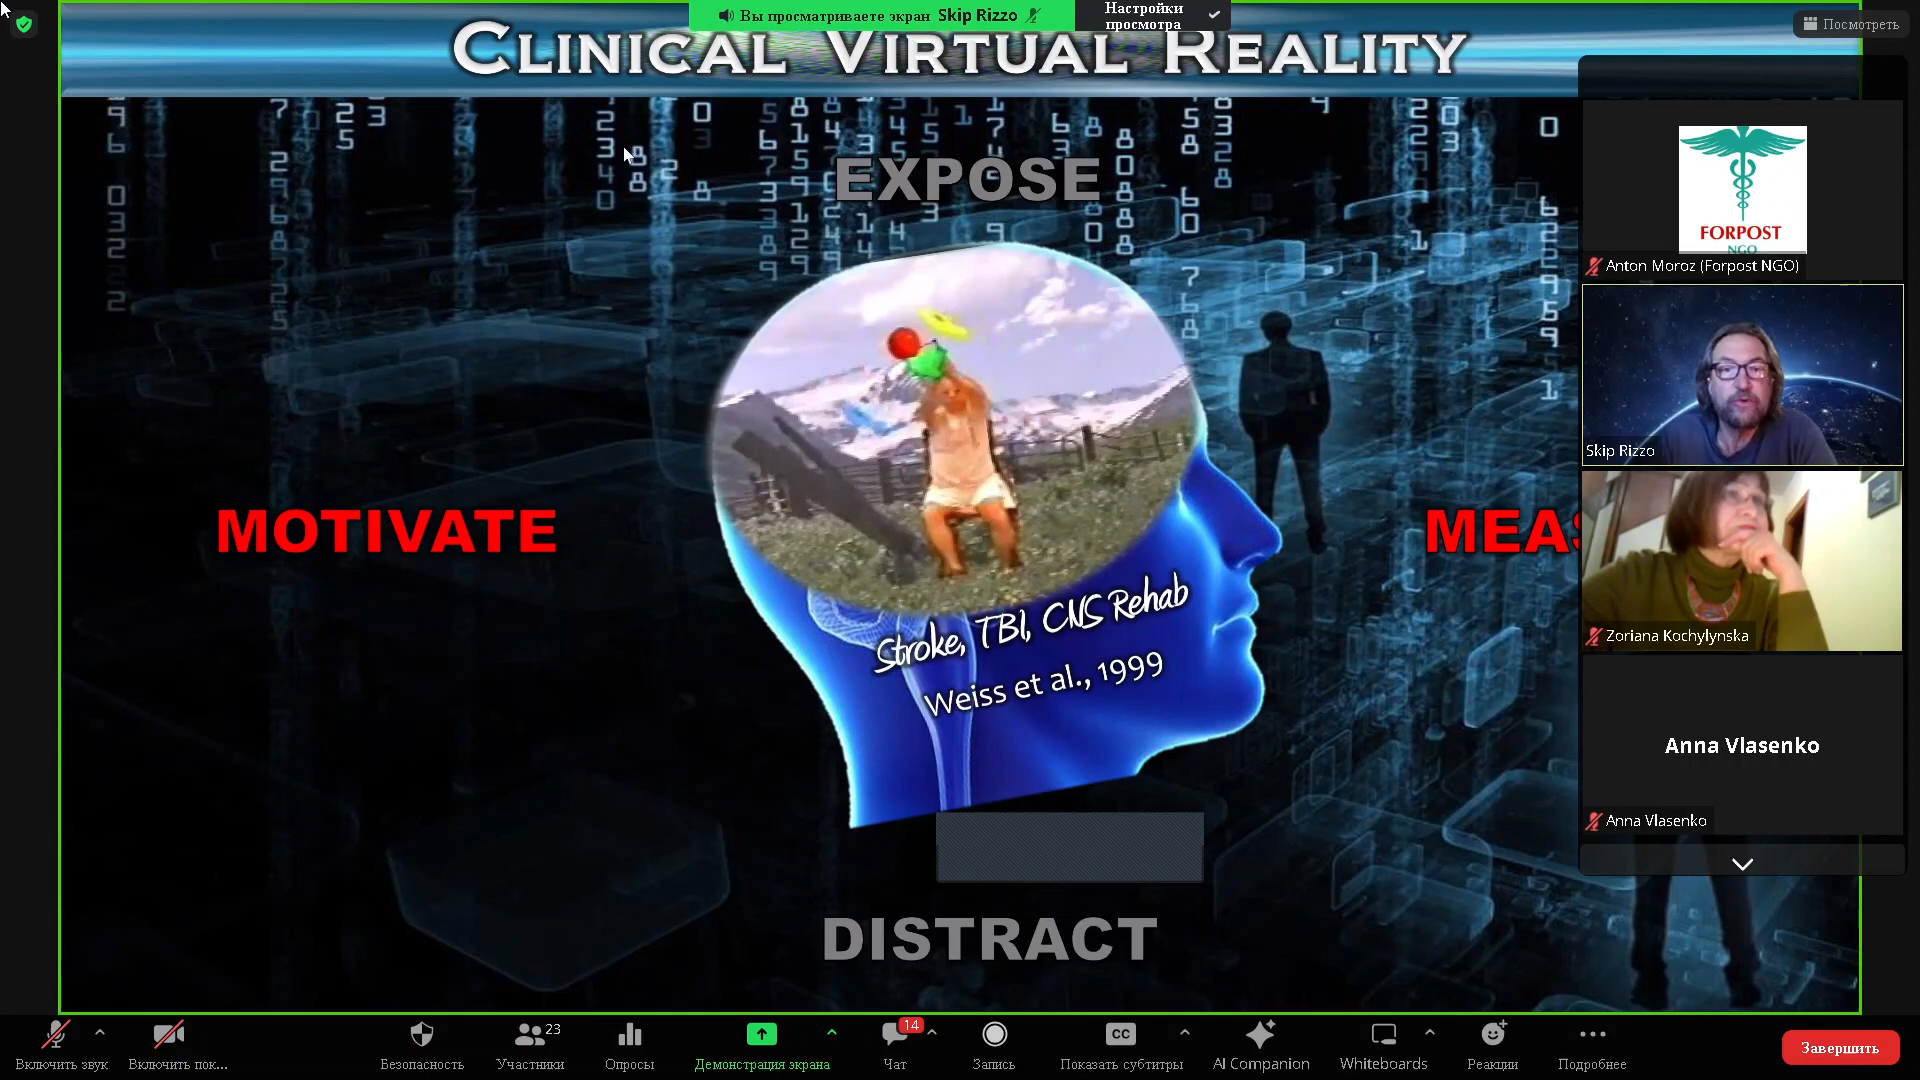 Вы просматриваете экран Skip Rizzo
Настройки
просмотра
Посмотреть
CLINICAL VIRTUAL REALITY
EXPOSE
MOTIVATE
Stroke, TBI, CNS Rehab
Weiss et al., 1999
DISTRACT
FORPOST
NGO
Anton Moroz (Forpost NGO)
Skip Rizzo
Zoriana Kochylynska
Anna Vlasenko
Anna Vlasenko
23
14
CC
Включить звук
Включить пок...
Безопасность
Участники
Опросы
Демонстрация экрана
Чат
Запись
Показать субтитры
AI Companion
Whiteboards
Реакции
Подробнее
Завершить